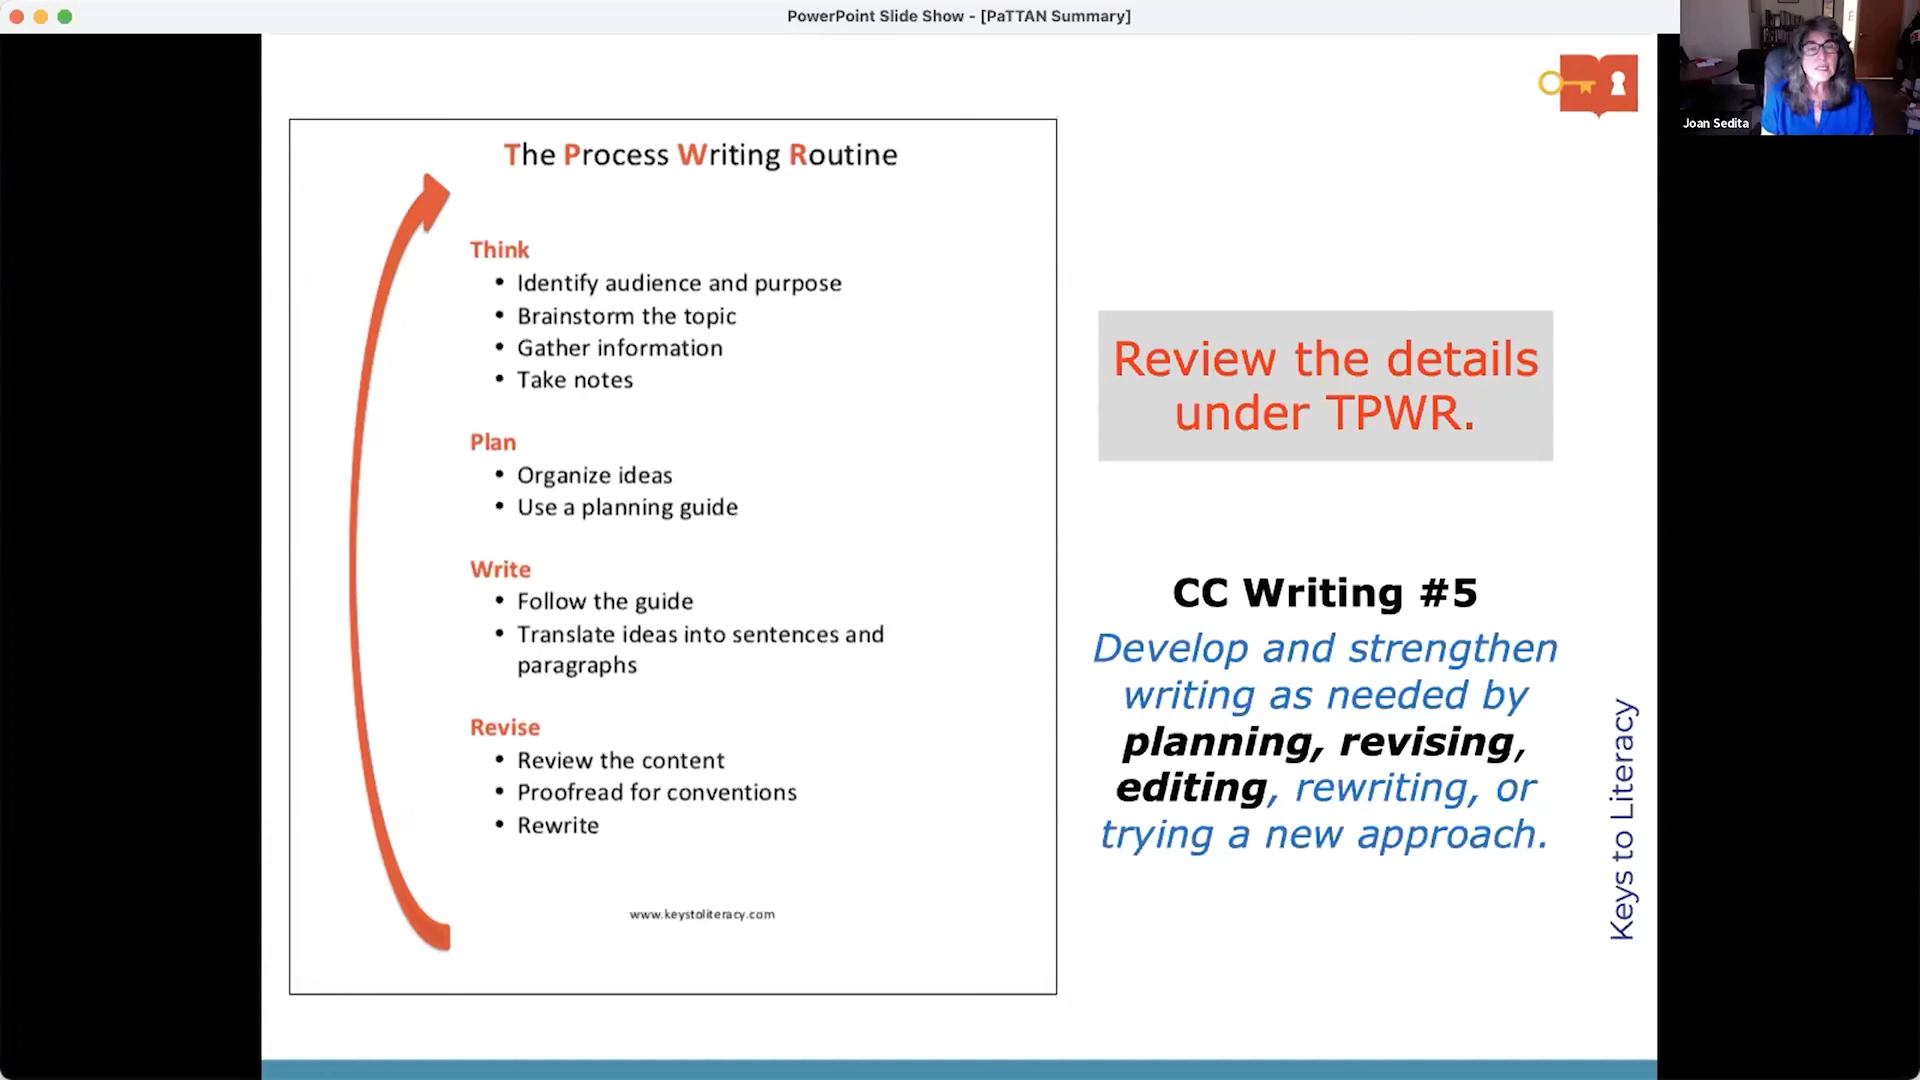 PowerPoint Slide Show - [PaTTAN Summary]
Joan Sedita
The Process Writing Routine
Think
• Identify audience and purpose
• Brainstorm the topic
• Gather information
• Take notes
Plan
• Organize ideas
• Use a planning guide
Write
• Follow the guide
• Translate ideas into sentences and
paragraphs
Revise
• Review the content
• Proofread for conventions
• Rewrite
www.keystoliteracy.com
Review the details
under TPWR.
CC Writing #5
Develop and strengthen
writing as needed by
planning, revising,
editing, rewriting, or
trying a new approach.
Keys to Literacy